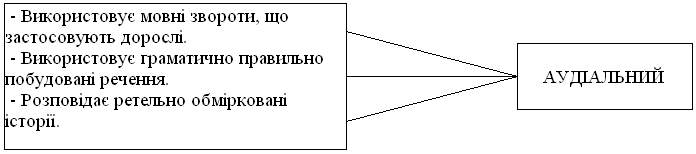 - Використовує мовні звороти, що
застосовують дорослі.
- Використовує граматично правильно
побудовані речення.
- Розповідає ретельно обмірковані
історії.
АУДІАЛЬНИЙ